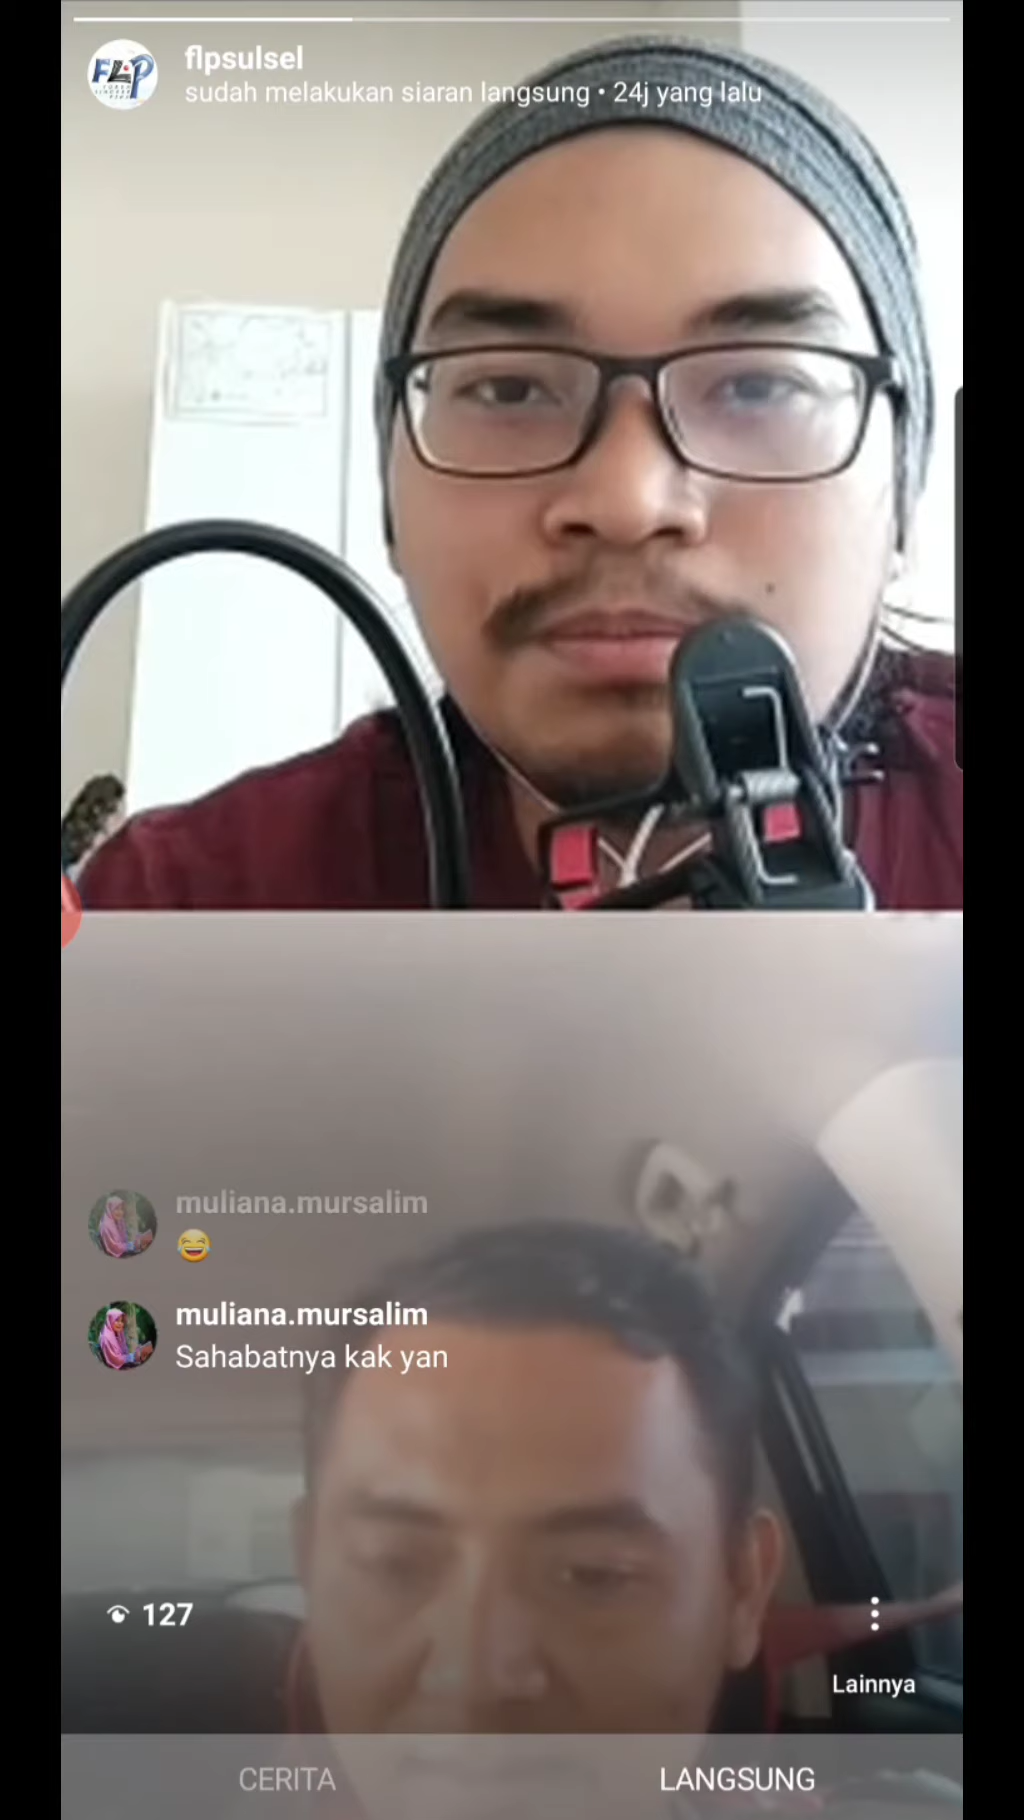 flpsulsel
sudah melakukan siaran langsung • 24j yang lalu
FLP
muliana.mursalim
😂
muliana.mursalim
Sahabatnya kak yan
127
Lainnya
CERITA
LANGSUNG